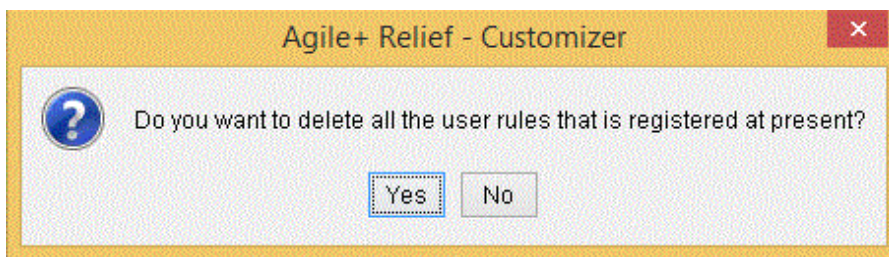 Agile+ Relief - Customizer
Do you want to delete all the user rules that is registered at present?
Yes No